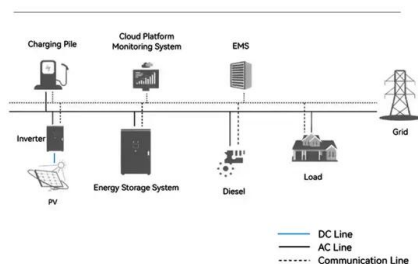 Charging Pile
Cloud Platform
Monitoring System
EMS
Grid
Inverter
PV
Energy Storage System
Diesel
Load
DC Line
AC Line
Communication Line